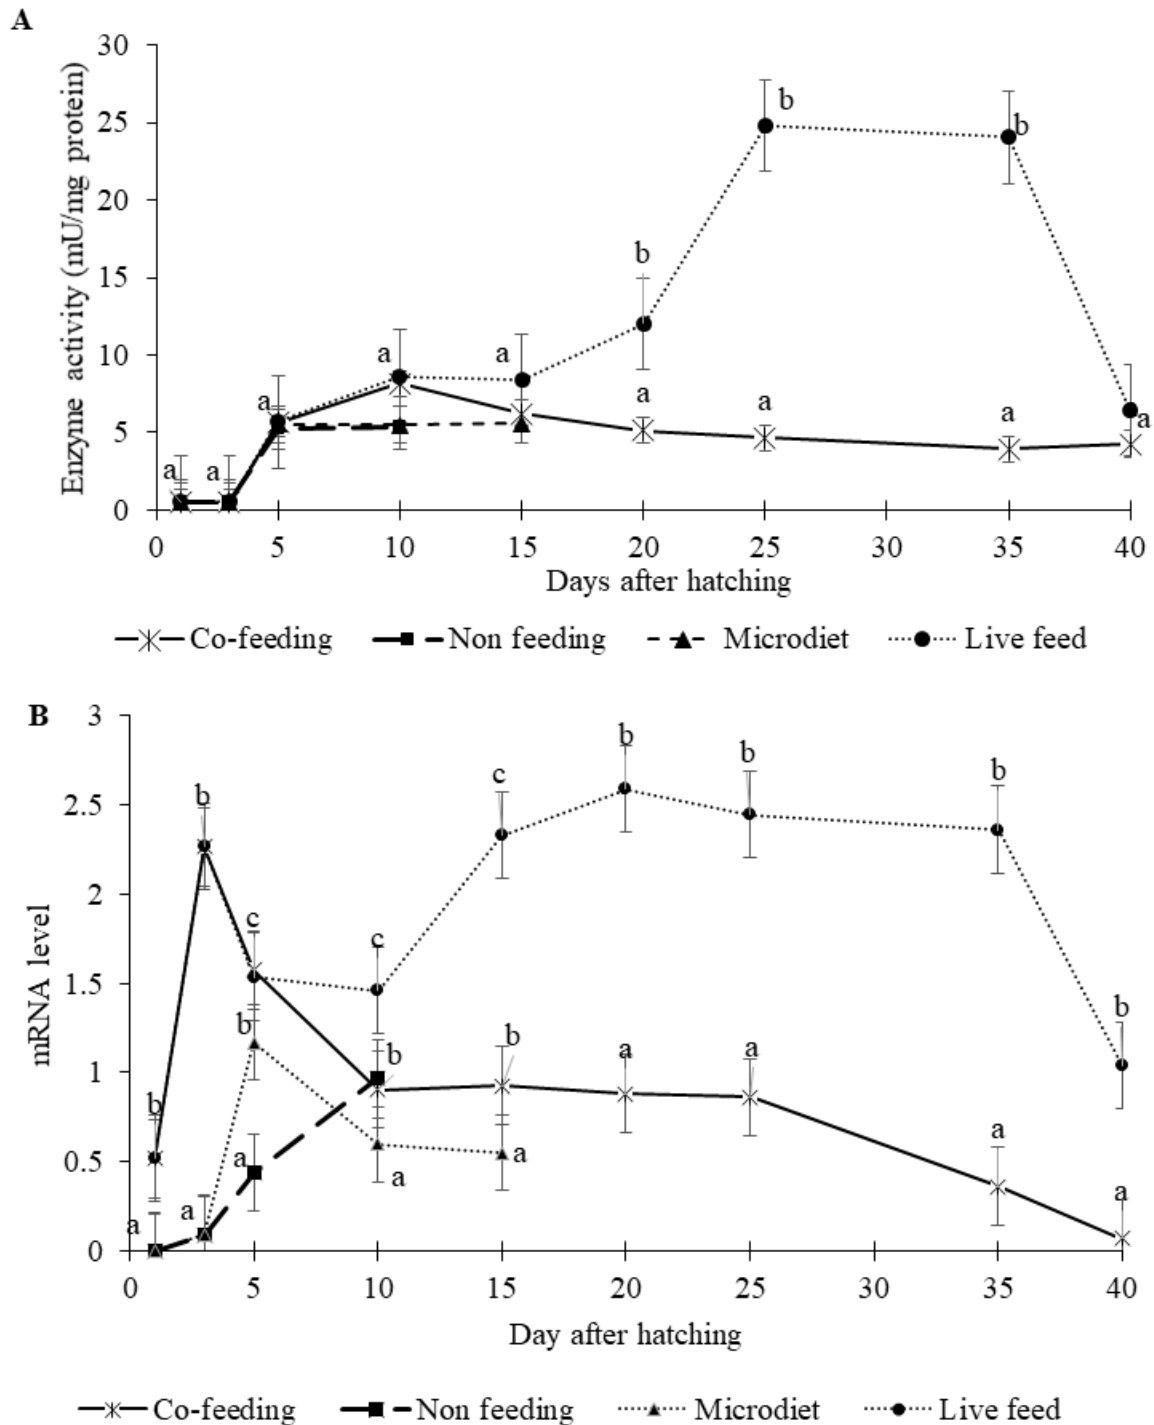 A
Enzyme activity (mU/mg protein)
30
25
20
15
10
5
0
a
a
a
a
a
b
a
b
a
b
a
a
0 5 10 15 20 25 30 35 40
Days after hatching
Co-feeding Non feeding Microdiet Live feed
B
mRNA level
3
2.5
2
1.5
1
0.5
0
b
a
b
a
c
b
a
c
b
a
c
b
a
b
a
b
a
b
a
b
a
0 5 10 15 20 25 30 35 40
Day after hatching
Co-feeding Non feeding Microdiet Live feed